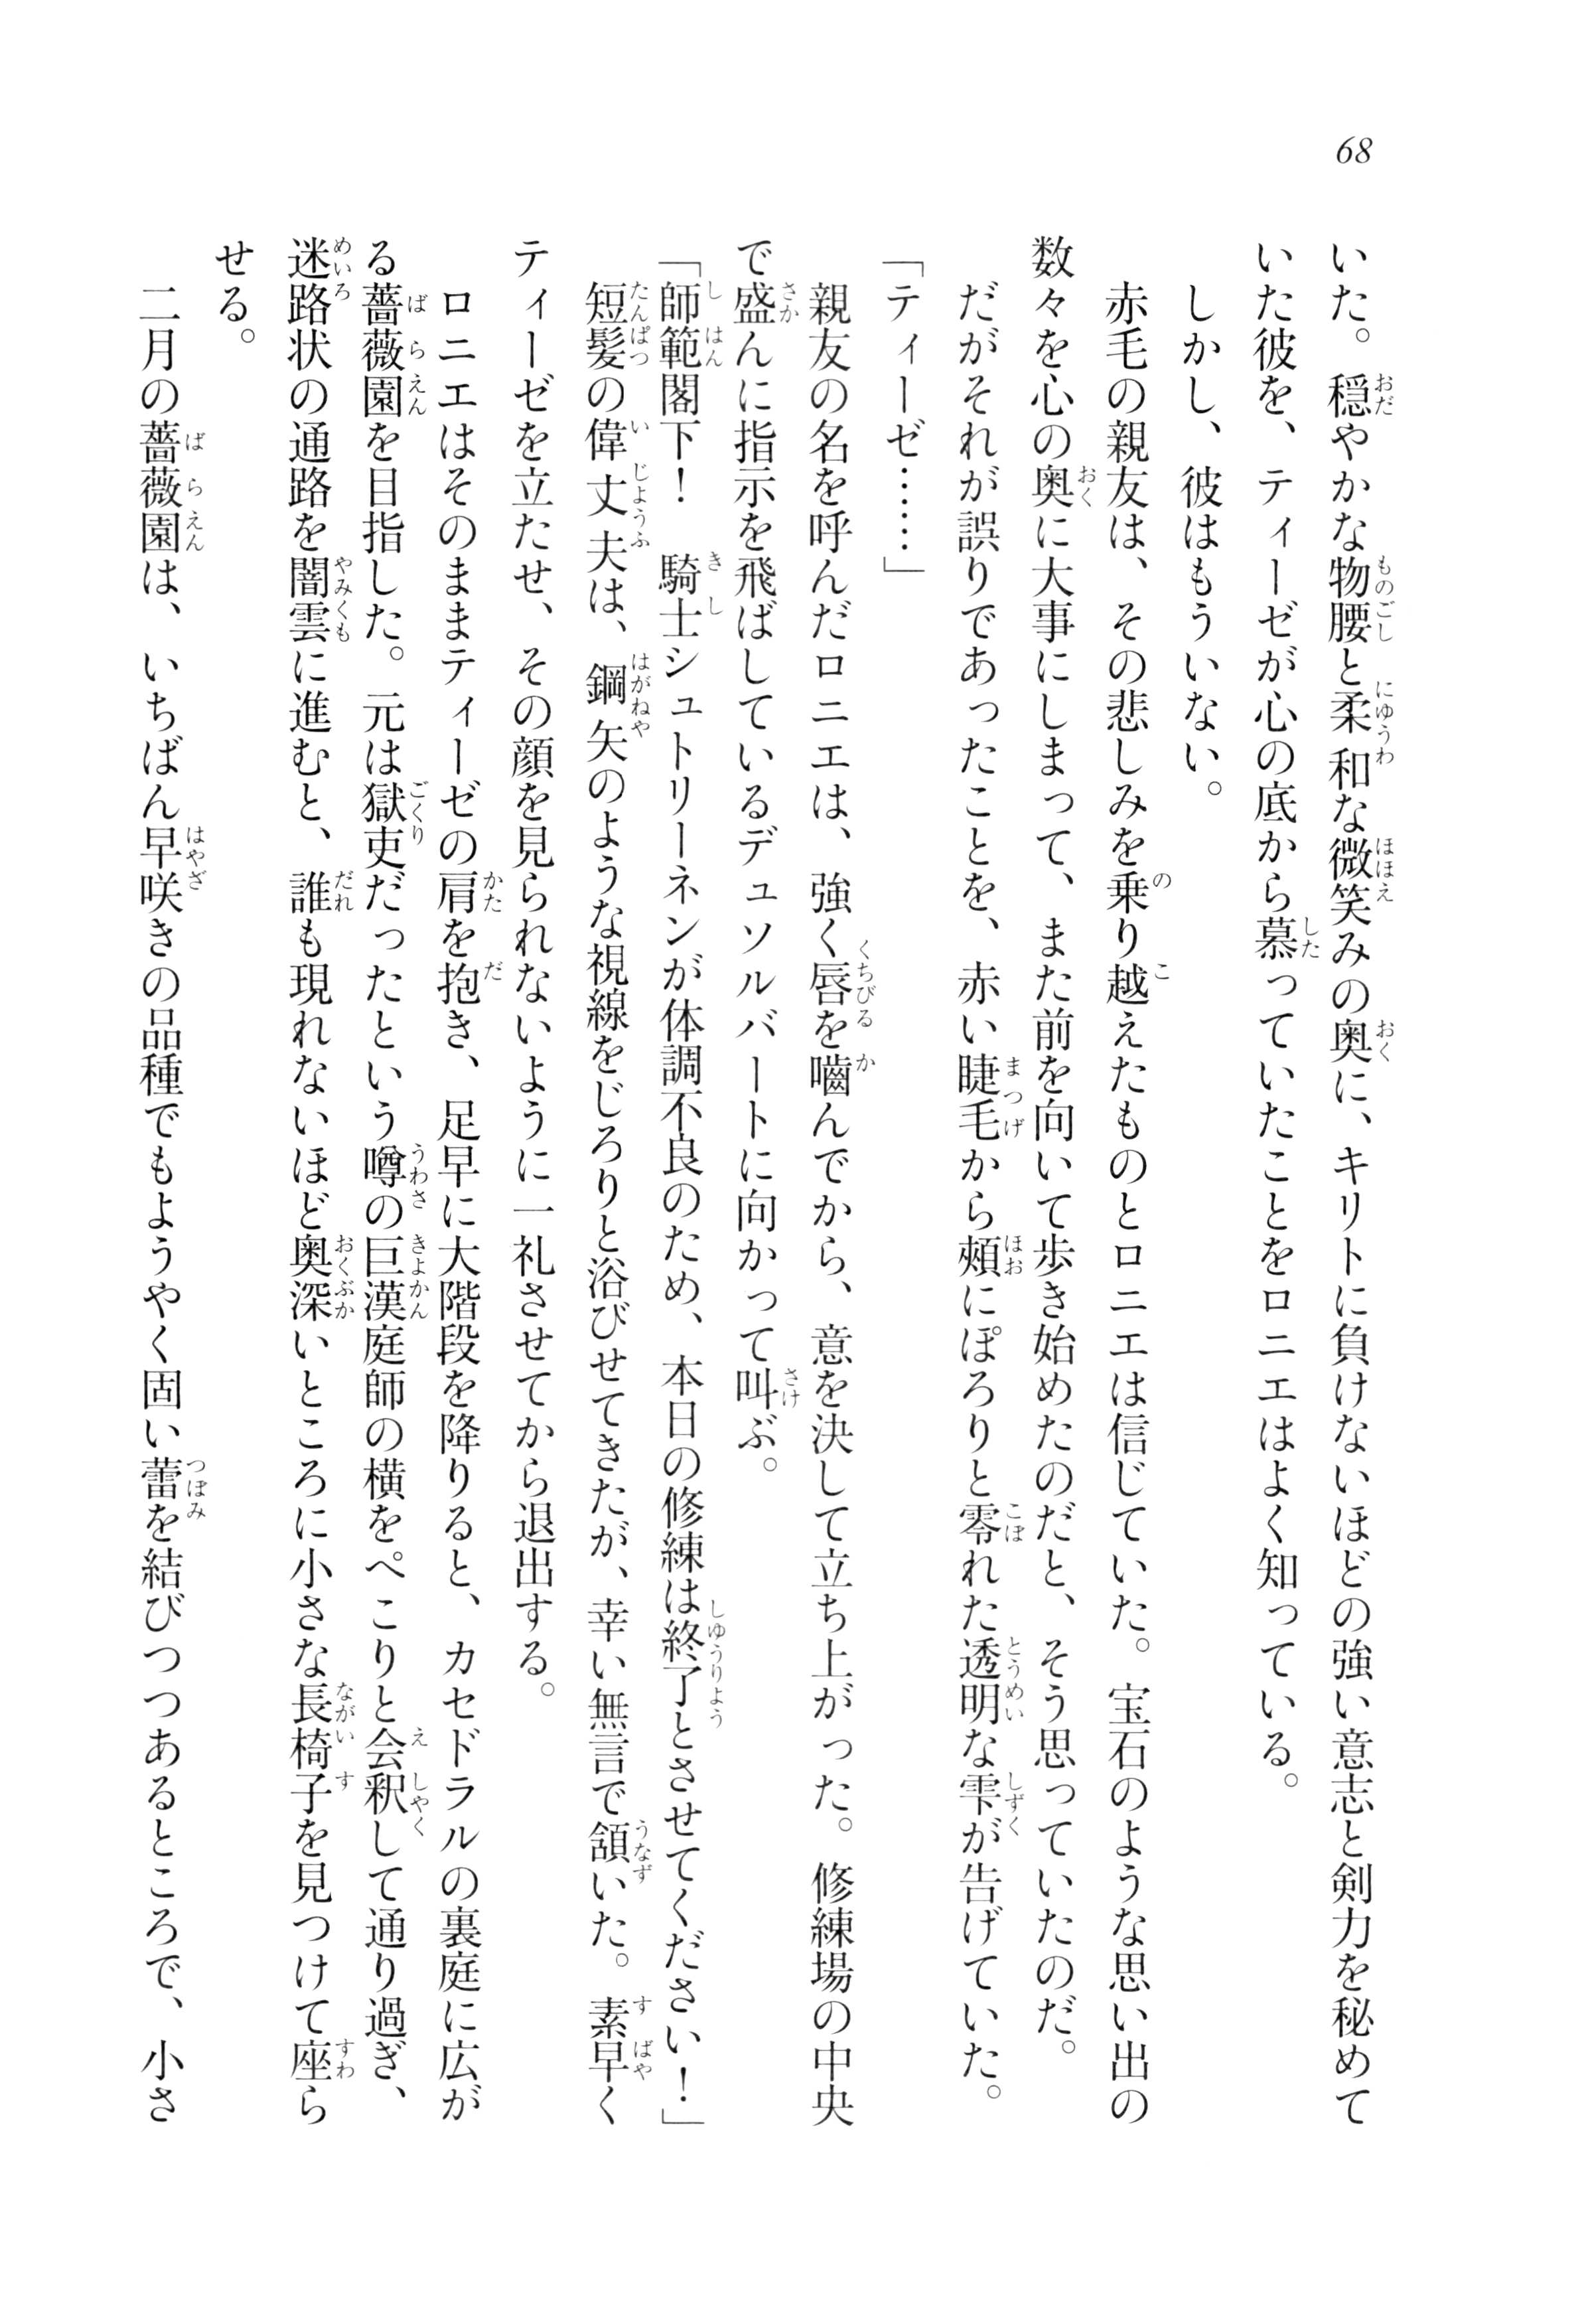 68
いた。穏やかな物腰と柔和な微笑みの奥に、キリトに負けないほどの強い意志と剣力を秘めて
いた彼を、ティーゼが心の底から慕っていたことをロニエはよく知っている。
しかし、彼はもういない。
赤毛の親友は、その悲しみを乗り越えたものとロニエは信じていた。宝石のような思い出の
数々を心の奥に大事にしまって、また前を向いて歩き始めたのだと、そう思っていたのだ。
だがそれが誤りであったことを、赤い睫毛から頰にぽろりと零れた透明な雫が告げていた。
「ティーゼ……」
親友の名を呼んだロニエは、強く唇を嚙んでから、意を決して立ち上がった。修練場の中央
で盛んに指示を飛ばしているデュソルバートに向かって叫ぶ。
「師範閣下！　騎士シュトリーネンが体調不良のため、本日の修練は終了とさせてください！」
短髪の偉丈夫は、鋼矢のような視線をじろりと浴びせてきたが、幸い無言で頷いた。素早く
ティーゼを立たせ、その顔を見られないように一礼させてから退出する。
ロニエはそのままティーゼの肩を抱き、足早に大階段を降りると、カセドラルの裏庭に広が
る薔薇園を目指した。元は獄吏だったという噂の巨漢庭師の横をぺこりと会釈して通り過ぎ、
迷路状の通路を闇雲に進むと、誰も現れないほど奥深いところに小さな長椅子を見つけて座ら
せる。
二月の薔薇園は、いちばん早咲きの品種でもようやく固い蕾を結びつつあるところで、小さ